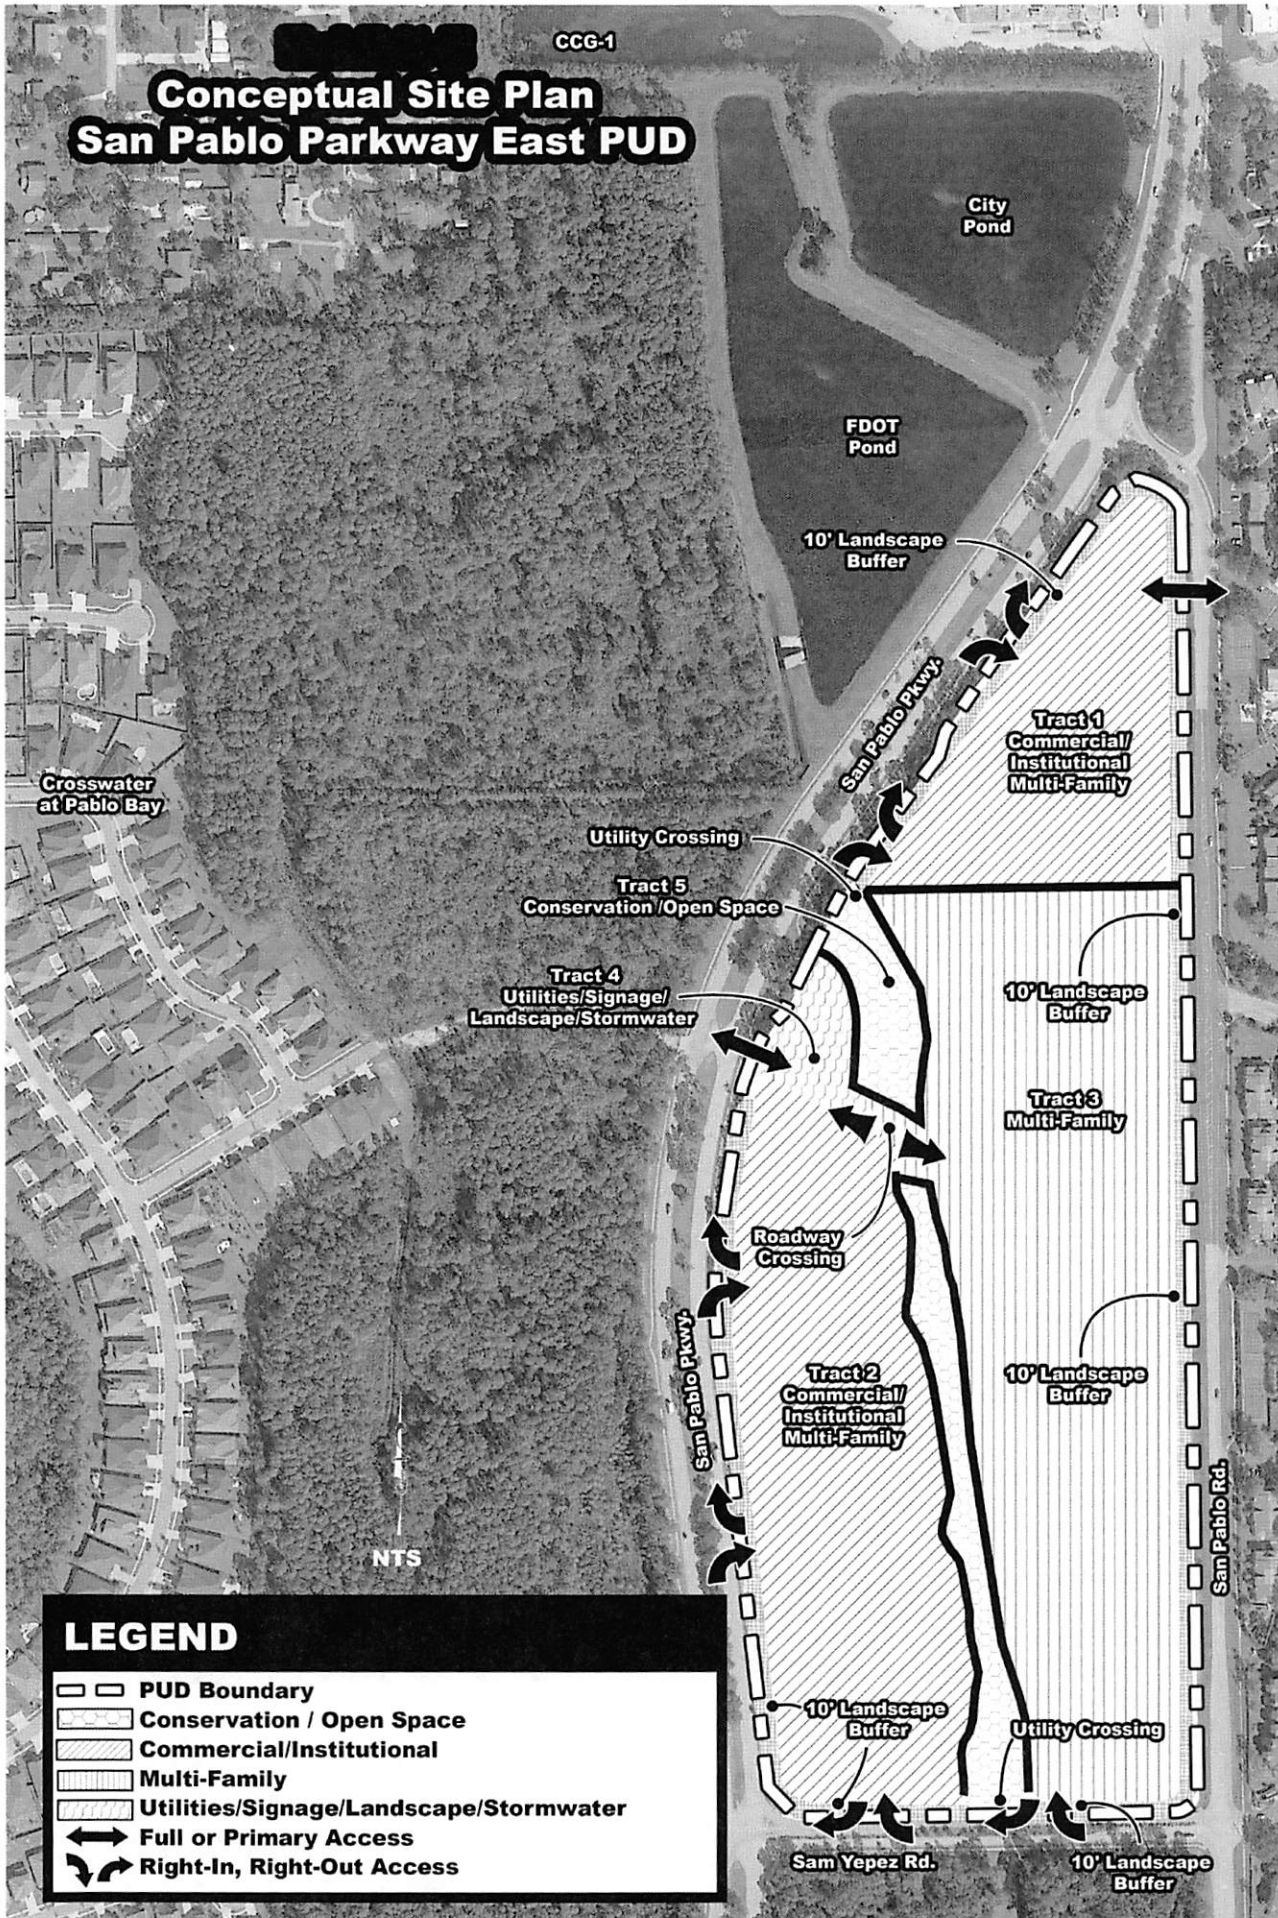 CCG-1
Conceptual Site Plan
San Pablo Parkway East PUD
City
Pond
FDOT
Pond
10' Landscape
Buffer
San Pablo Pkwy.
Tract 1
Commercial/
Institutional
Multi-Family
Crosswater
at Pablo Bay
Utility Crossing
Tract 5
Conservation /Open Space
Tract 4
Utilities/Signage/
Landscape/Stormwater
10' Landscape
Buffer
Tract 3
Multi-Family
Roadway
Crossing
San Pablo Pkwy.
Tract 2
Commercial/
Institutional
Multi-Family
10' Landscape
Buffer
San Pablo Rd.
NTS
LEGEND
PUD Boundary
Conservation / Open Space
Commercial/Institutional
Multi-Family
Utilities/Signage/Landscape/Stormwater
Full or Primary Access
Right-In, Right-Out Access
10' Landscape
Buffer
Utility Crossing
Sam Yepez Rd.
10' Landscape
Buffer